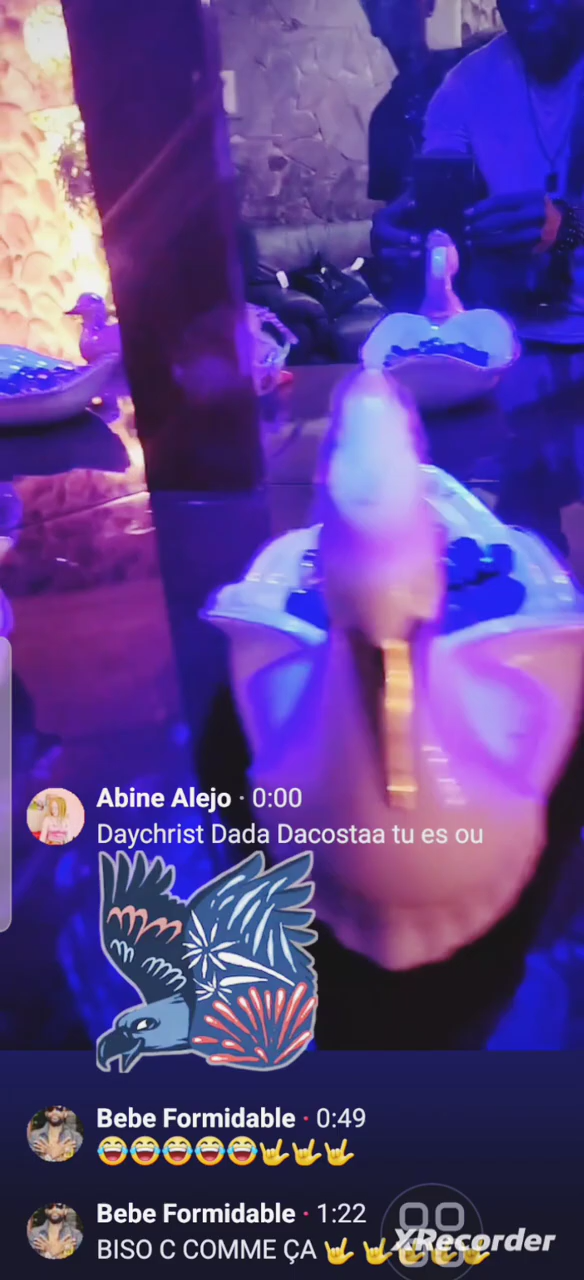 Abine Alejo · 0:00
Daychrist Dada Dacostaa tu es ou
Bebe Formidable · 0:49
😂😂😂😂😂🤟🤟🤟
Bebe Formidable · 1:22
BISO C COMME ÇA 🤟 🤟🤟🤟🤟
XRecorder